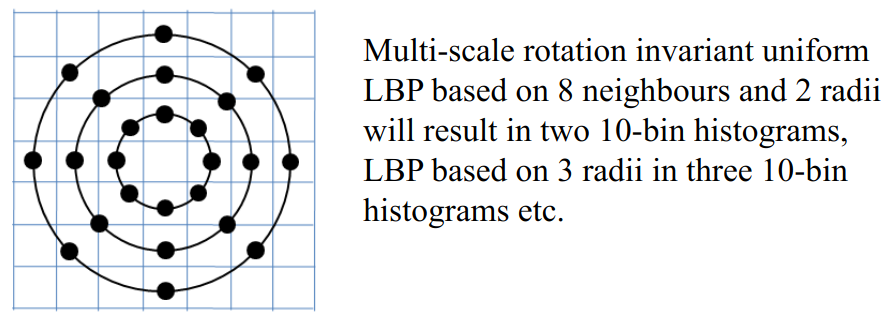 Multi-scale rotation invariant uniform
LBP based on 8 neighbours and 2 radii
will result in two 10-bin histograms,
LBP based on 3 radii in three 10-bin
histograms etc.